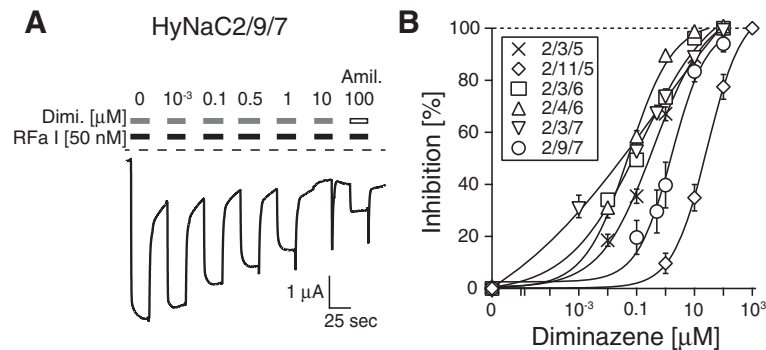 A
HyNaC2/9/7
Amil.
0 10⁻³ 0.1 0.5 1 10 100
Dimi. [μM]
RFa I [50 nM]
1 μA
25 sec
B
Inhibition [%]
100
80
60
40
20
0
2/3/5
2/11/5
2/3/6
2/4/6
2/3/7
2/9/7
0 10⁻³ 0.1 10 10³
Diminazene [μM]